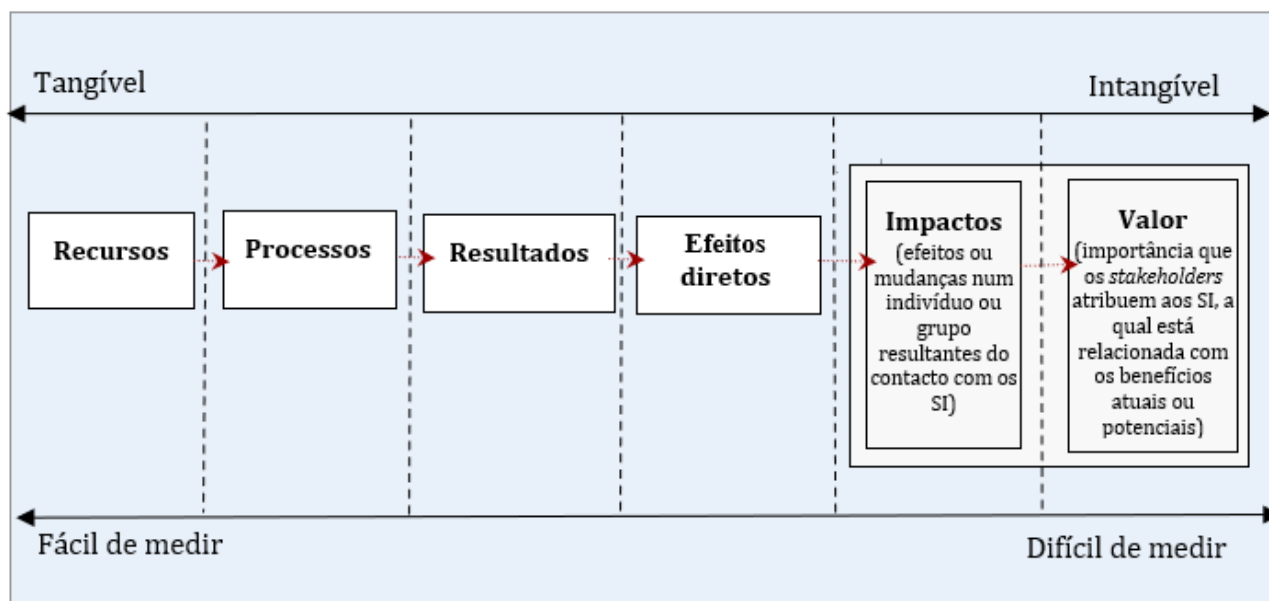 Tangível
Intangível
Recursos
Processos
Resultados
Efeitos
diretos
Impactos
(efeitos ou
mudanças num
indivíduo ou
grupo
resultantes do
contacto com os
SI)
Valor
(importância que
os stakeholders
atribuem aos SI, a
qual está
relacionada com
os benefícios
atuais ou
potenciais)
Fácil de medir
Difícil de medir